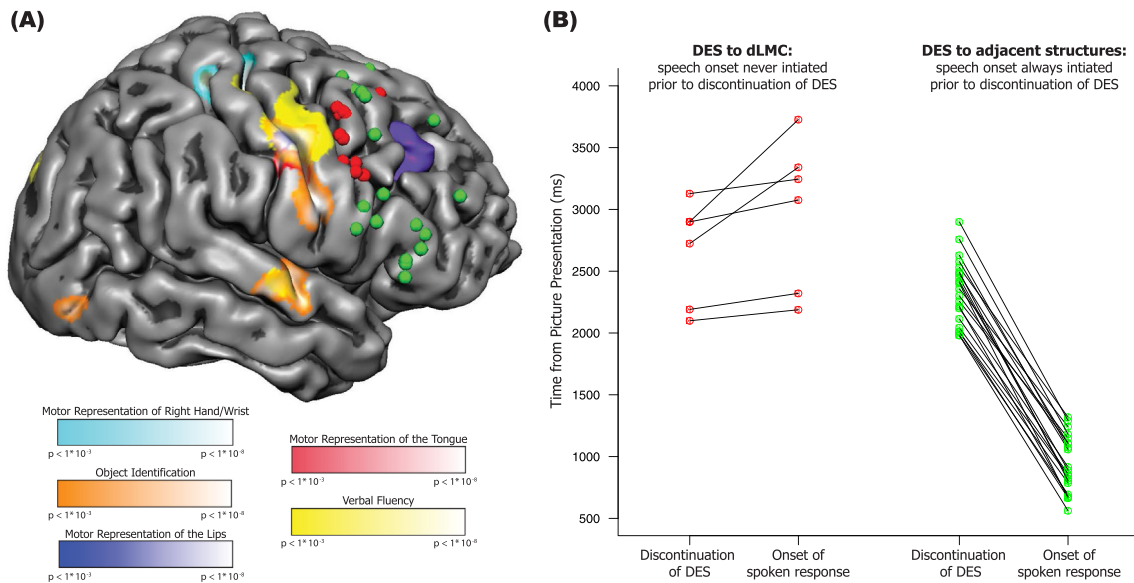 (A)
Motor Representation of Right Hand/Wrist
p < 1*10⁻³ p < 1*10⁻⁸
Object Identification
p < 1*10⁻³ p < 1*10⁻⁸
Motor Representation of the Lips
p < 1*10⁻³ p < 1*10⁻⁸
Motor Representation of the Tongue
p < 1*10⁻³ p < 1*10⁻⁸
Verbal Fluency
p < 1*10⁻³ p < 1*10⁻⁸
(B)
DES to dLMC:
speech onset never intiated
prior to discontinuation of DES
DES to adjacent structures:
speech onset always intiated
prior to discontinuation of DES
Time from Picture Presentation (ms)
4000
3500
3000
2500
2000
1500
1000
500
Discontinuation
of DES
Onset of
spoken response
Discontinuation
of DES
Onset of
spoken response